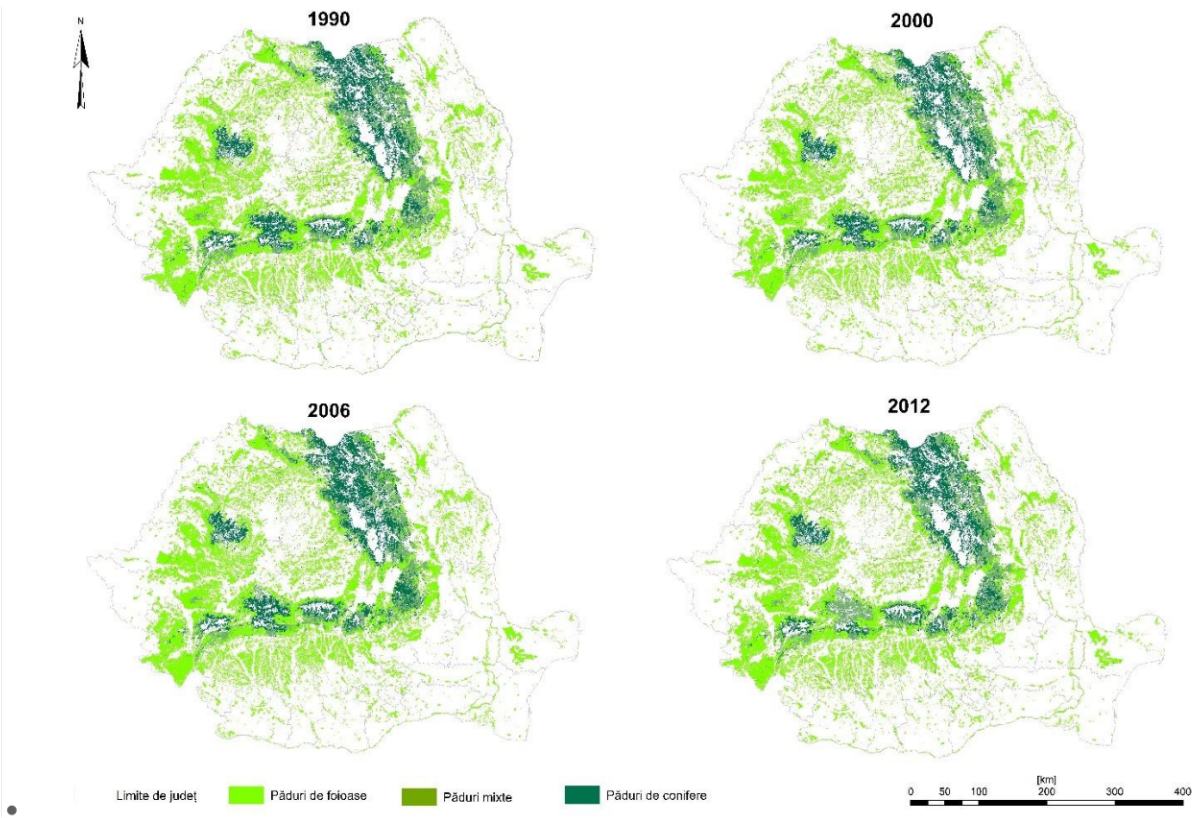 1990
2000
N
2006
2012
Limite de județ
Păduri de foioase
Păduri mixte
Păduri de conifere
[km]
0 50 100 200 300 400